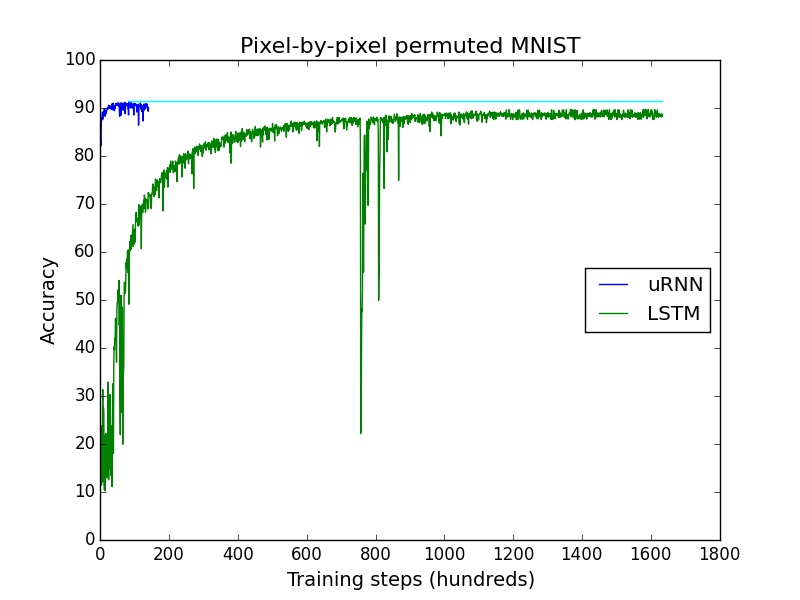 Pixel-by-pixel permuted MNIST
100
90
80
70
60
50
40
30
20
10
0
Accuracy
uRNN
LSTM
0 200 400 600 800 1000 1200 1400 1600 1800
Training steps (hundreds)